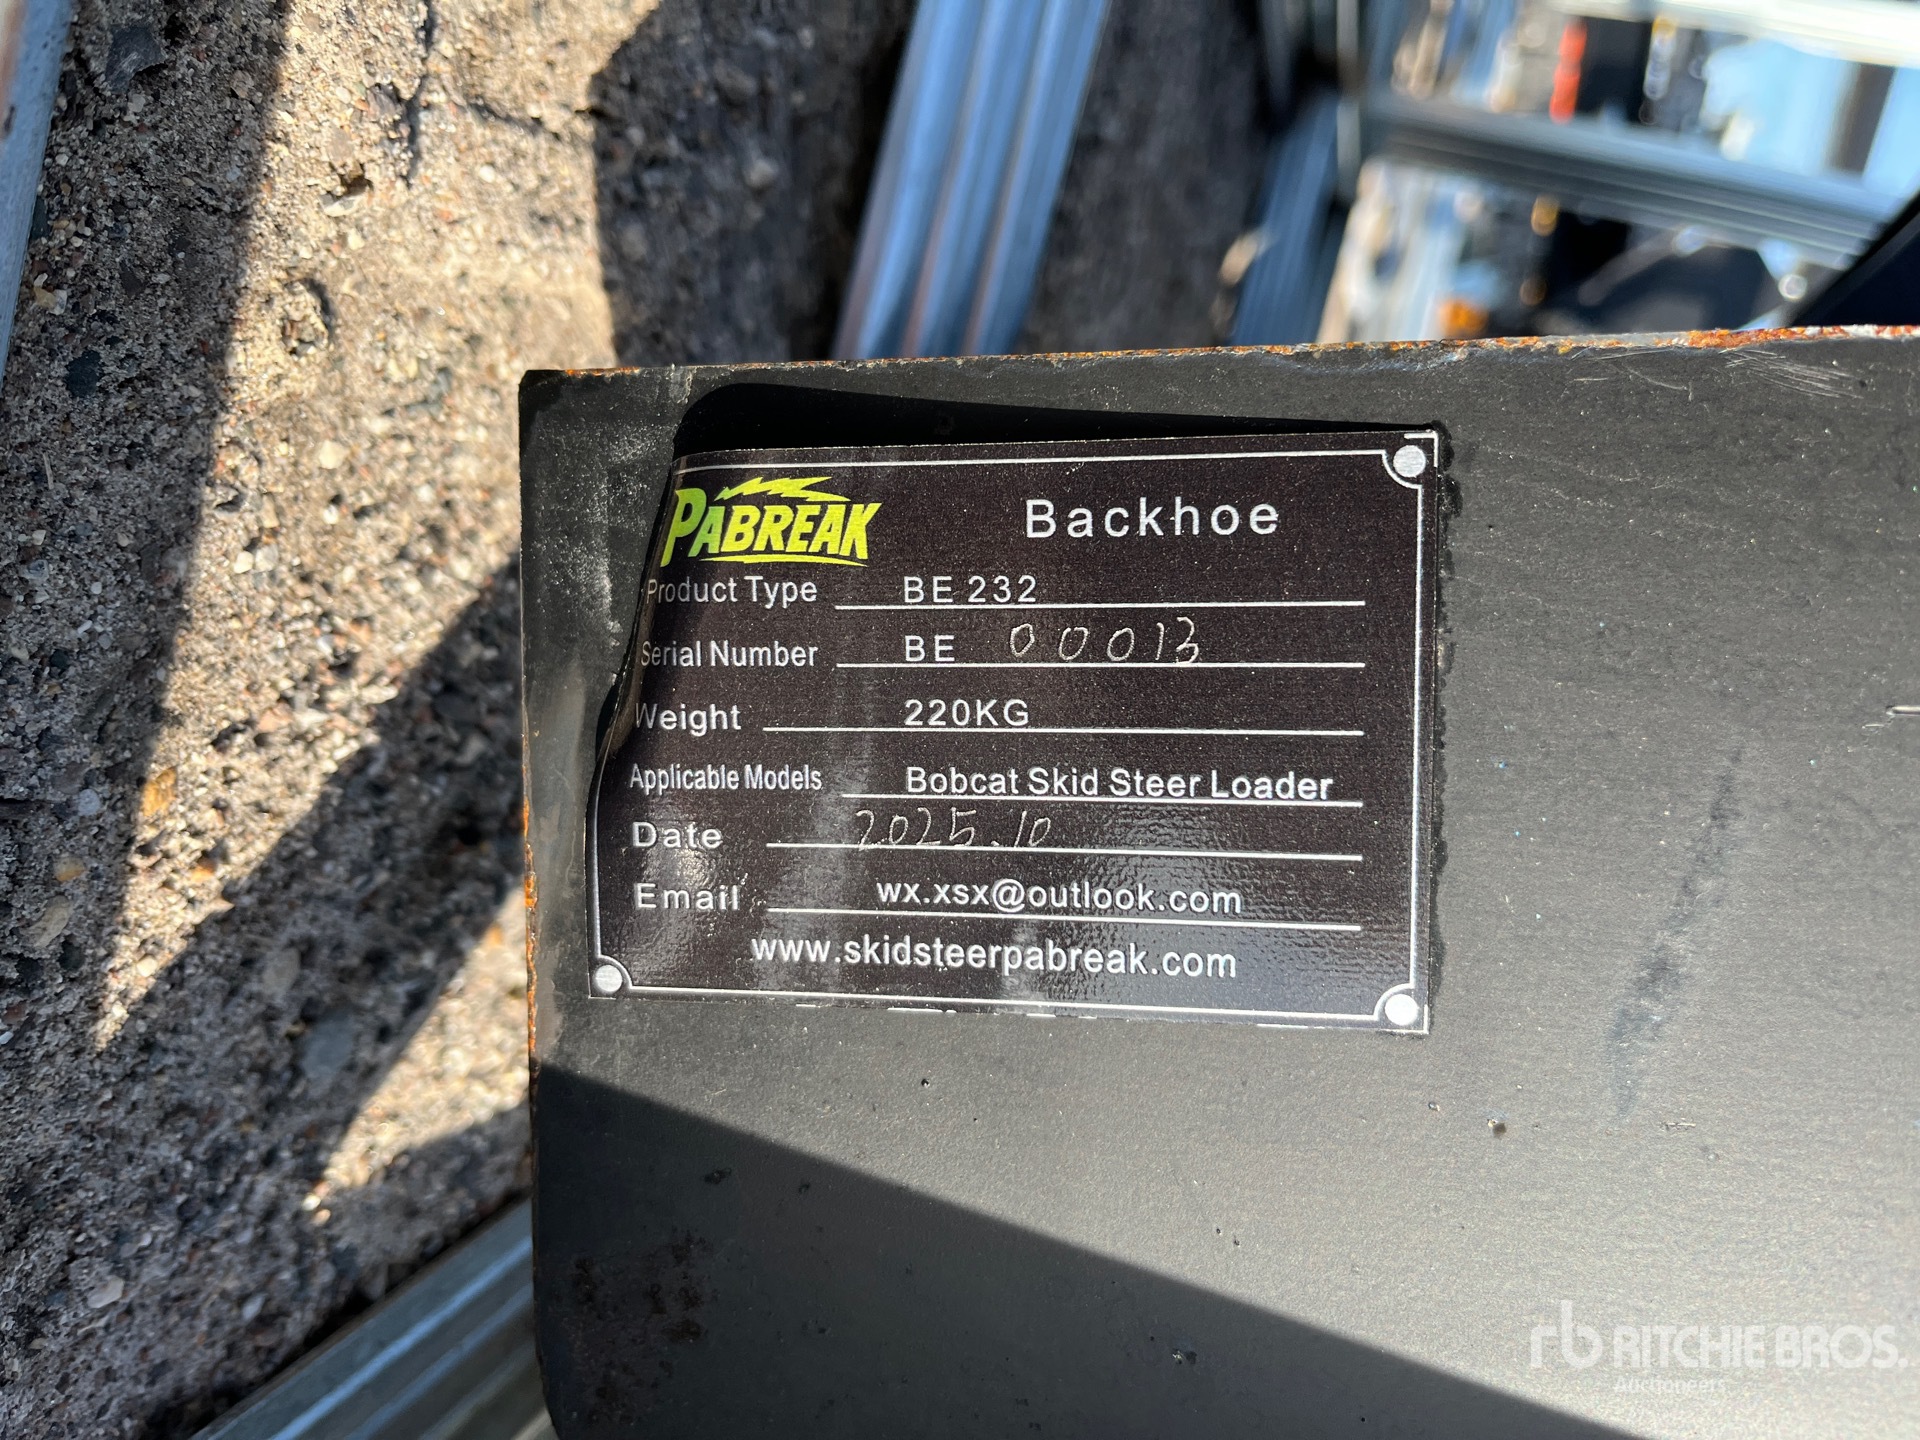 PABREAK Backhoe
Product Type BE 232
Serial Number BE 00013
Weight 220KG
Applicable Models Bobcat Skid Steer Loader
Date 2025.10
Email wx.xsx@outlook.com
www.skidsteerpabreak.com
rb RITCHIE BROS.
Auctioneers